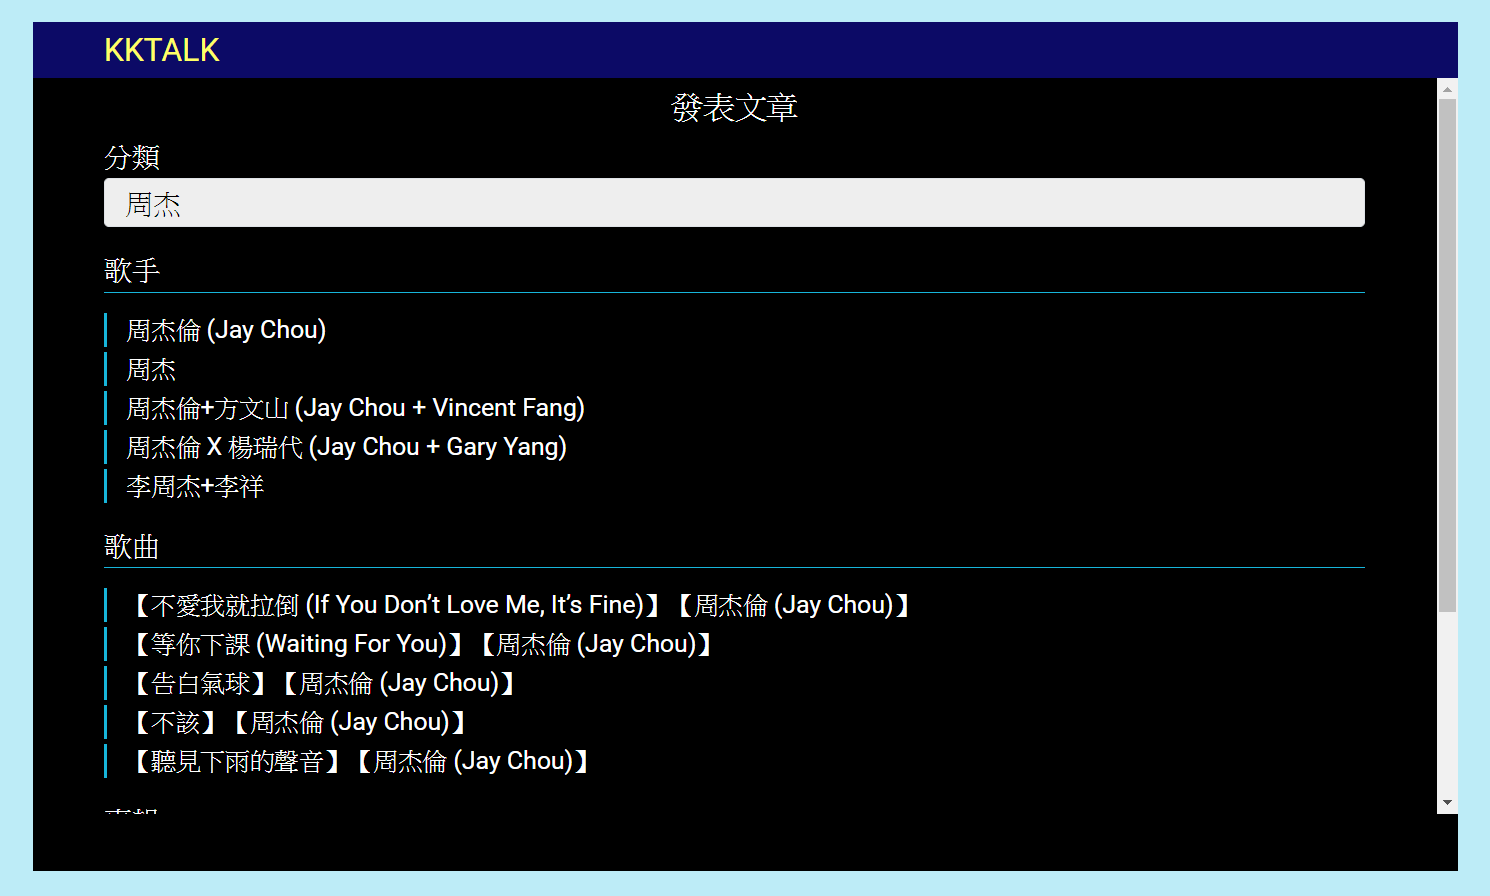 KKTALK
發表文章
分類
周杰
歌手
周杰倫 (Jay Chou)
周杰
周杰倫+方文山 (Jay Chou + Vincent Fang)
周杰倫 X 楊瑞代 (Jay Chou + Gary Yang)
李周杰+李祥
歌曲
【不愛我就拉倒 (If You Don’t Love Me, It’s Fine)】【周杰倫 (Jay Chou)】
【等你下課 (Waiting For You)】【周杰倫 (Jay Chou)】
【告白氣球】【周杰倫 (Jay Chou)】
【不該】【周杰倫 (Jay Chou)】
【聽見下雨的聲音】【周杰倫 (Jay Chou)】